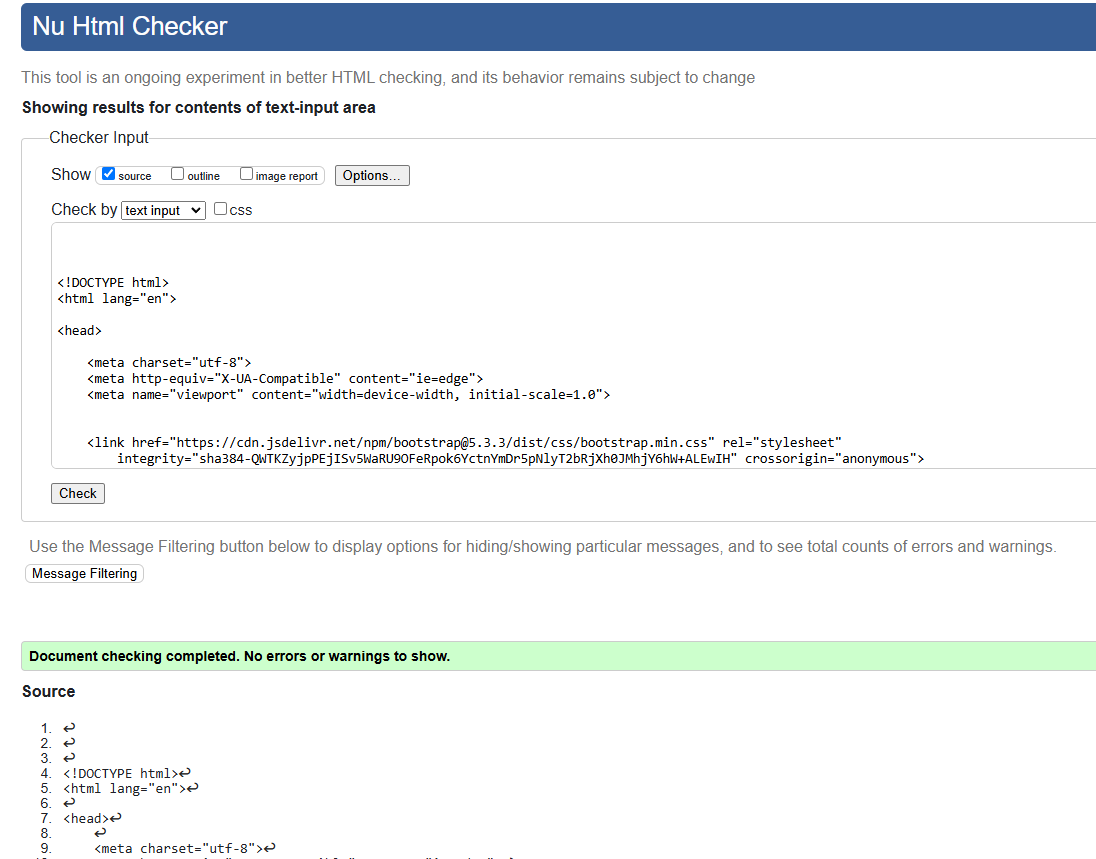 Nu Html Checker
This tool is an ongoing experiment in better HTML checking, and its behavior remains subject to change
Showing results for contents of text-input area
Checker Input
Show source outline image report Options...
Check by text input css
<!DOCTYPE html>
<html lang="en">
<head>
<meta charset="utf-8">
<meta http-equiv="X-UA-Compatible" content="ie=edge">
<meta name="viewport" content="width=device-width, initial-scale=1.0">
<link href="https://cdn.jsdelivr.net/npm/bootstrap@5.3.3/dist/css/bootstrap.min.css" rel="stylesheet"
integrity="sha384-QWTKZyjpPEjISv5WaRU9OFeRpok6YctnYmDr5pNlyT2bRjXh0JMhjY6hW+ALEwIH" crossorigin="anonymous">
Check
Use the Message Filtering button below to display options for hiding/showing particular messages, and to see total counts of errors and warnings.
Message Filtering
Document checking completed. No errors or warnings to show.
Source
1. ↩
2. ↩
3. ↩
4. <!DOCTYPE html>↩
5. <html lang="en">↩
6. ↩
7. <head>↩
8. ↩
9. <meta charset="utf-8">↩